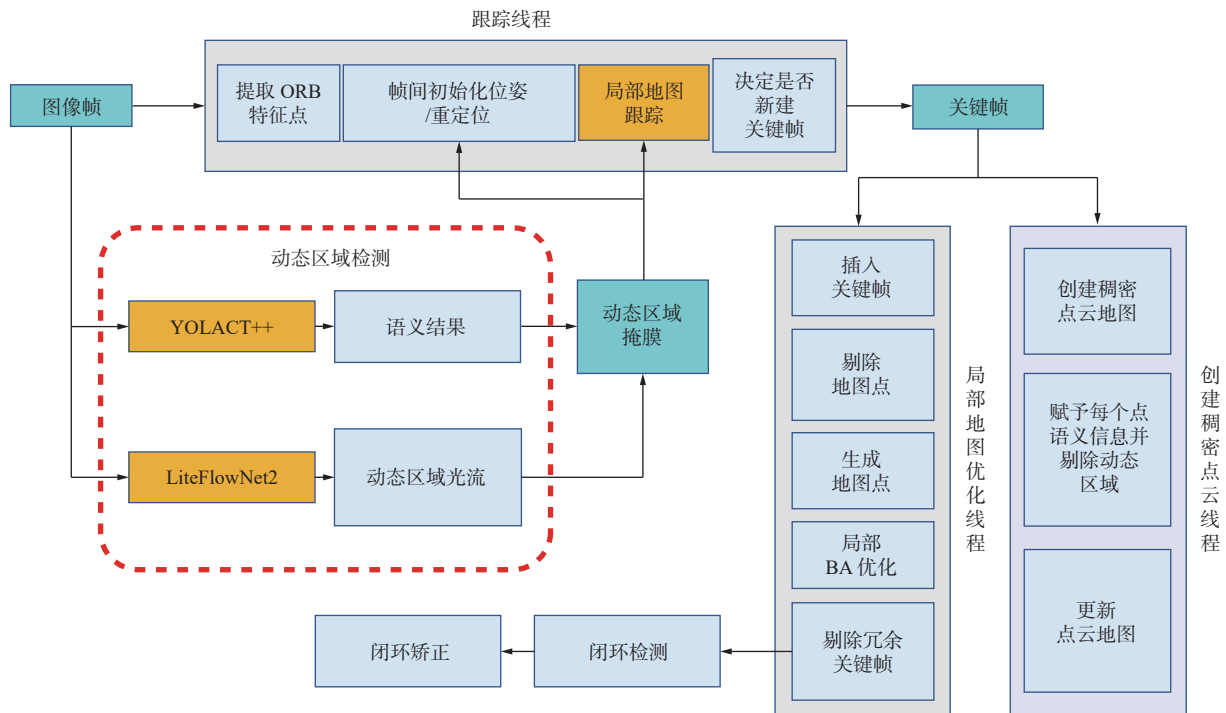 跟踪线程
图像帧
提取 ORB
特征点
帧间初始化位姿
/重定位
局部地图
跟踪
决定是否
新建
关键帧
关键帧
动态区域检测
YOLACT++
语义结果
动态区域
掩膜
LiteFlowNet2
动态区域光流
插入
关键帧
剔除
地图点
生成
地图点
局部
BA 优化
剔除冗余
关键帧
局部地图优化线程
创建稠密
点云地图
赋予每个点
语义信息并
剔除动态
区域
更新
点云地图
创建稠密点云线程
闭环检测
闭环矫正